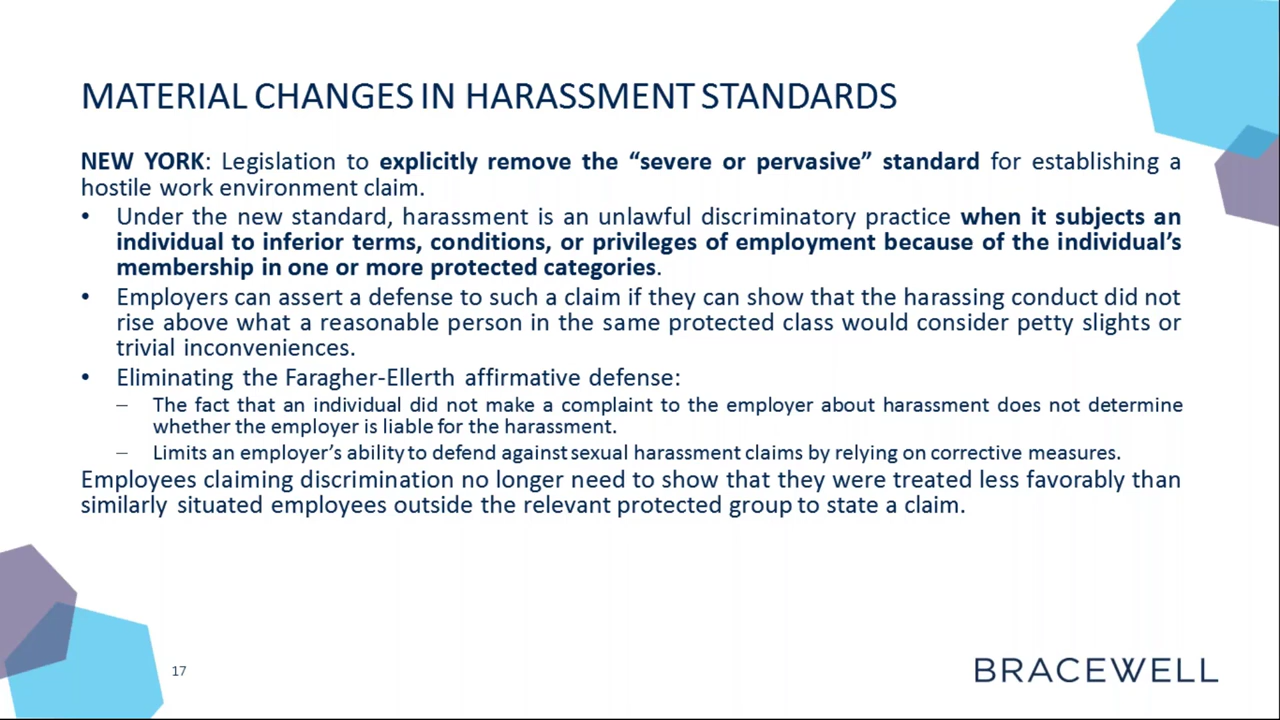 MATERIAL CHANGES IN HARASSMENT STANDARDS
NEW YORK: Legislation to explicitly remove the “severe or pervasive” standard for establishing a
hostile work environment claim.
• Under the new standard, harassment is an unlawful discriminatory practice when it subjects an
individual to inferior terms, conditions, or privileges of employment because of the individual’s
membership in one or more protected categories.
• Employers can assert a defense to such a claim if they can show that the harassing conduct did not
rise above what a reasonable person in the same protected class would consider petty slights or
trivial inconveniences.
• Eliminating the Faragher-Ellerth affirmative defense:
– The fact that an individual did not make a complaint to the employer about harassment does not determine
whether the employer is liable for the harassment.
– Limits an employer’s ability to defend against sexual harassment claims by relying on corrective measures.
Employees claiming discrimination no longer need to show that they were treated less favorably than
similarly situated employees outside the relevant protected group to state a claim.
17
BRACEWELL